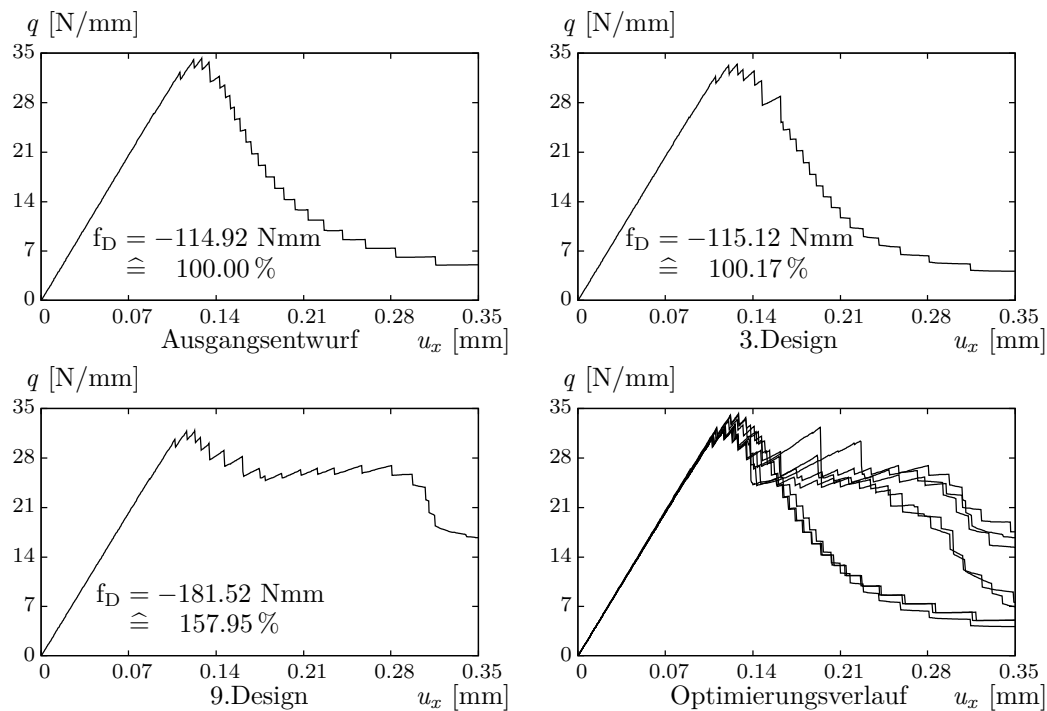 q [N/mm]
35
28
21
14
7
0
f_D = −114.92 Nmm
≙ 100.00 %
0 0.07 0.14 0.21 0.28 0.35
Ausgangsentwurf u_x [mm]
q [N/mm]
35
28
21
14
7
0
f_D = −115.12 Nmm
≙ 100.17 %
0 0.07 0.14 0.21 0.28 0.35
3.Design u_x [mm]
q [N/mm]
35
28
21
14
7
0
f_D = −181.52 Nmm
≙ 157.95 %
0 0.07 0.14 0.21 0.28 0.35
9.Design u_x [mm]
q [N/mm]
35
28
21
14
7
0
0 0.07 0.14 0.21 0.28 0.35
Optimierungsverlauf u_x [mm]